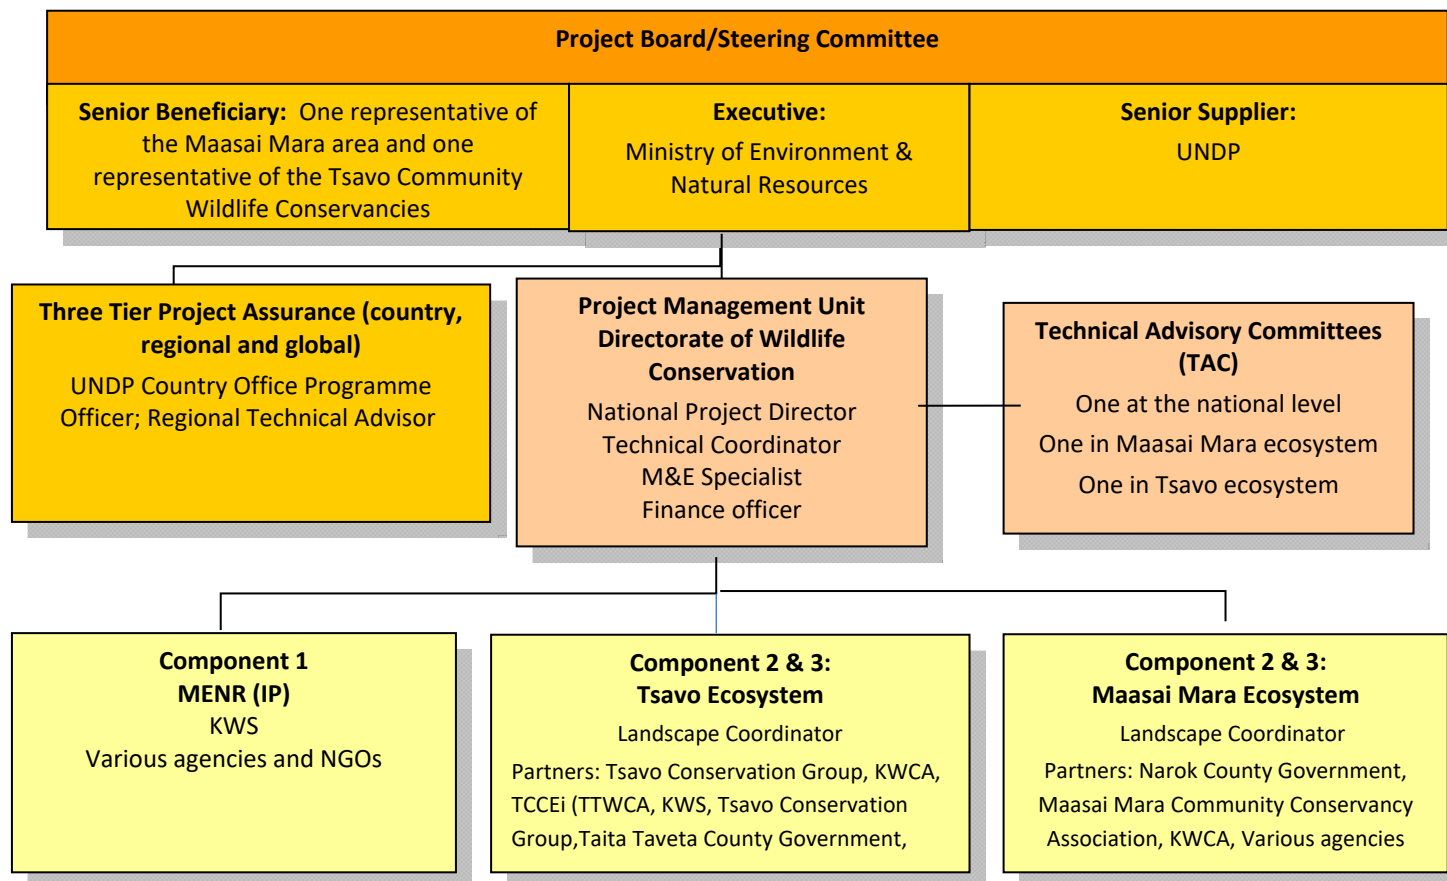 Project Board/Steering Committee
Senior Beneficiary: One representative of
the Maasai Mara area and one
representative of the Tsavo Community
Wildlife Conservancies
Executive:
Ministry of Environment &
Natural Resources
Senior Supplier:
UNDP
Three Tier Project Assurance (country,
regional and global)
UNDP Country Office Programme
Officer; Regional Technical Advisor
Project Management Unit
Directorate of Wildlife
Conservation
National Project Director
Technical Coordinator
M&E Specialist
Finance officer
Technical Advisory Committees
(TAC)
One at the national level
One in Maasai Mara ecosystem
One in Tsavo ecosystem
Component 1
MENR (IP)
KWS
Various agencies and NGOs
Component 2 & 3:
Tsavo Ecosystem
Landscape Coordinator
Partners: Tsavo Conservation Group, KWCA,
TCCEi (TTWCA, KWS, Tsavo Conservation
Group,Taita Taveta County Government,
Component 2 & 3:
Maasai Mara Ecosystem
Landscape Coordinator
Partners: Narok County Government,
Maasai Mara Community Conservancy
Association, KWCA, Various agencies